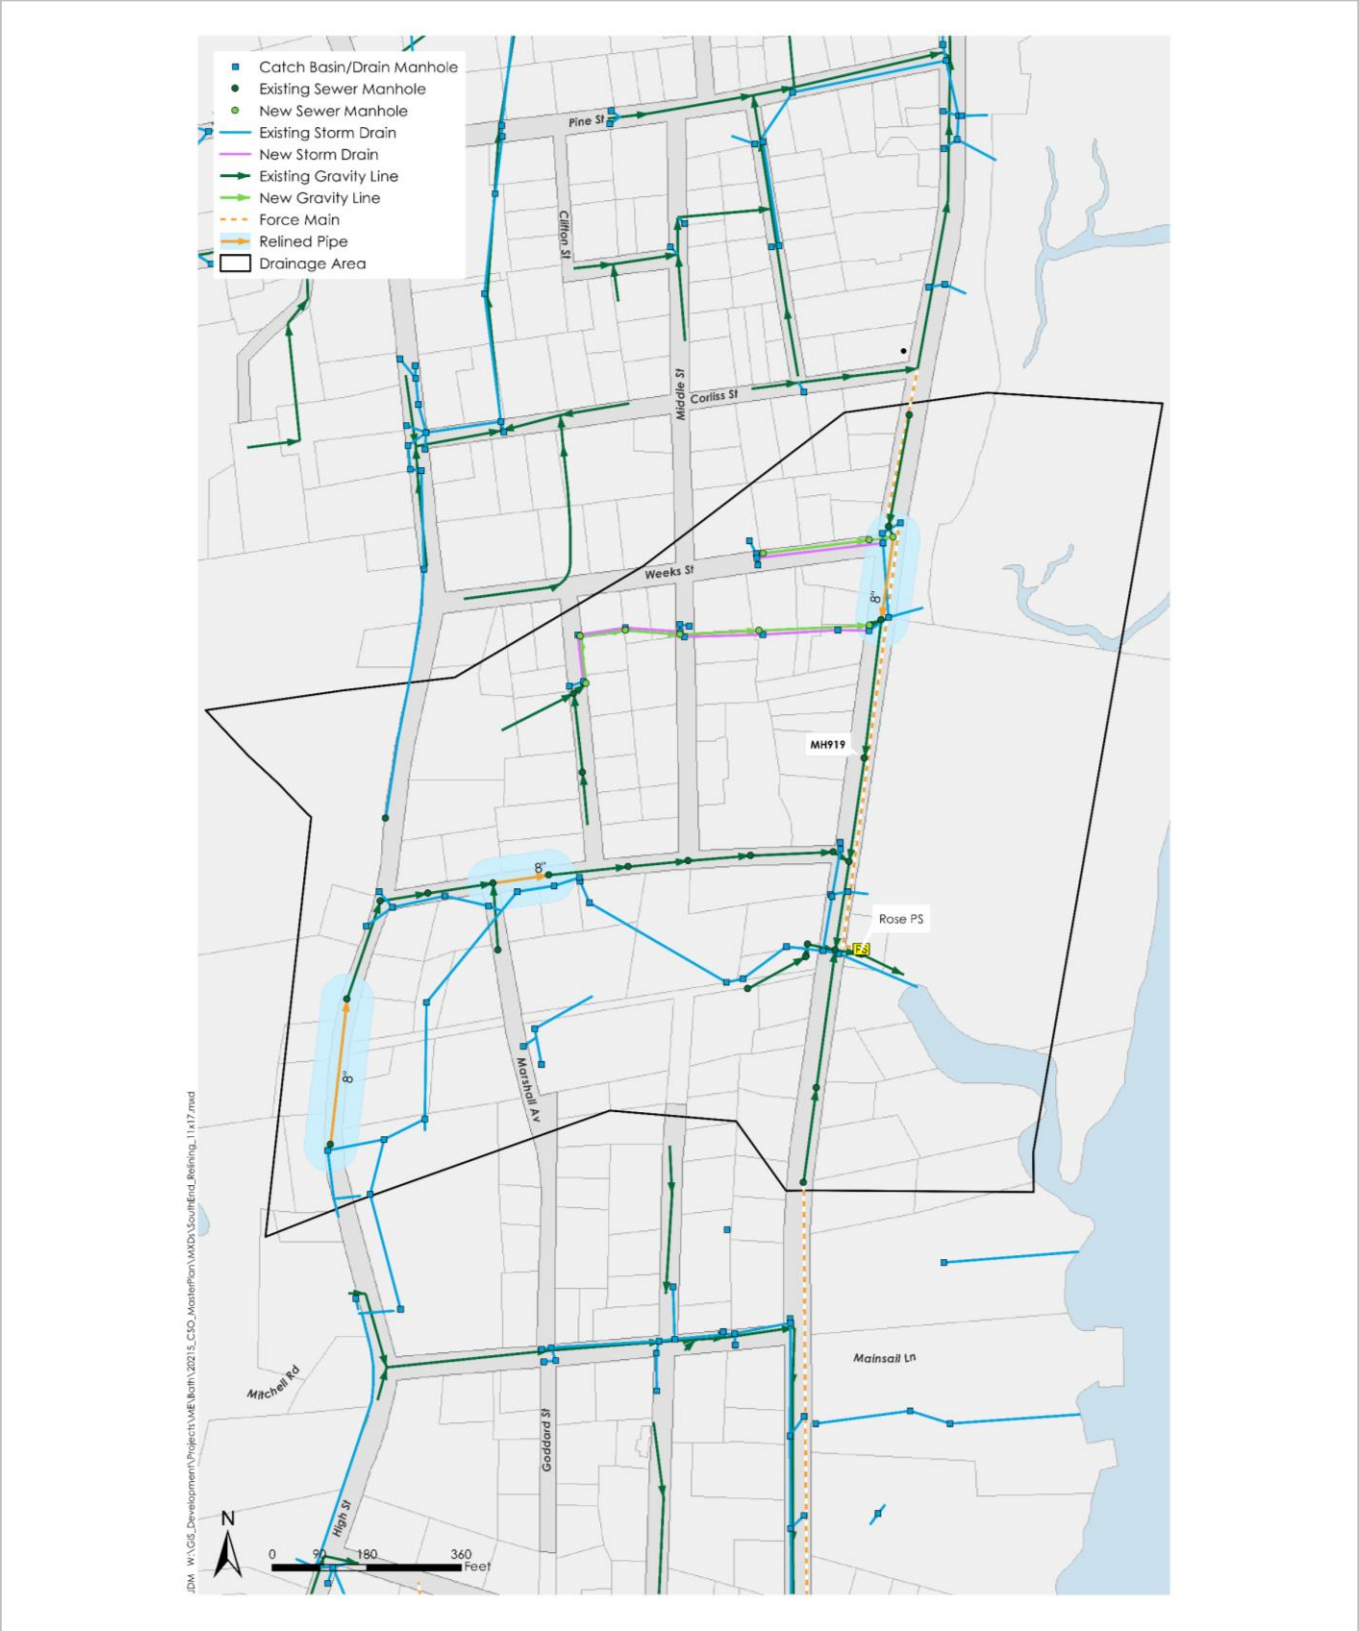 Catch Basin/Drain Manhole
Existing Sewer Manhole
New Sewer Manhole
Existing Storm Drain
New Storm Drain
Existing Gravity Line
New Gravity Line
Force Main
Relined Pipe
Drainage Area
Pine St
Clifton St
Middle St
Corliss St
Weeks St
8"
MH919
8"
Rose PS
PS
8"
Marshall Av
Mainsail Ln
Mitchell Rd
Goddard St
High St
N
0 90 180 360
Feet
JDM W:\GIS_Development\Projects\ME\Bath\20215_CSO_MasterPlan\MXDs\SouthEnd_Relining_11x17.mxd